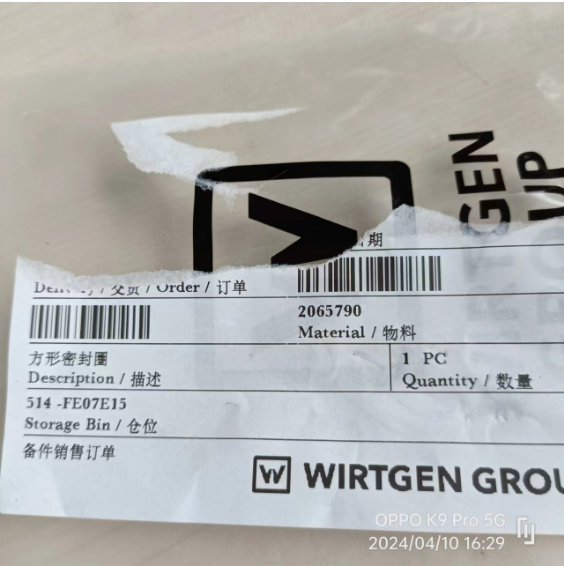 WIRTGEN
期
Delivery / 交货 / Order / 订单
2065790
Material / 物料
方形密封圈
Description / 描述
1 PC
Quantity / 数量
514 -FE07E15
Storage Bin / 仓位
备件销售订单
WIRTGEN GROU
OPPO K9 Pro 5G
2024/04/10 16:29